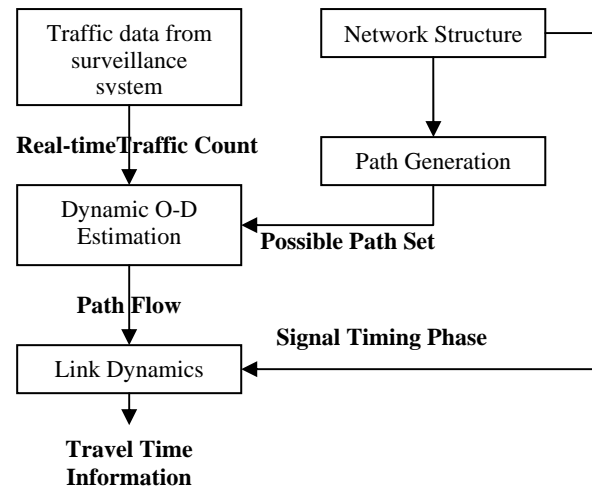 Traffic data from
surveillance
system
Network Structure
Real-timeTraffic Count
Path Generation
Dynamic O-D
Estimation
Possible Path Set
Path Flow
Signal Timing Phase
Link Dynamics
Travel Time
Information